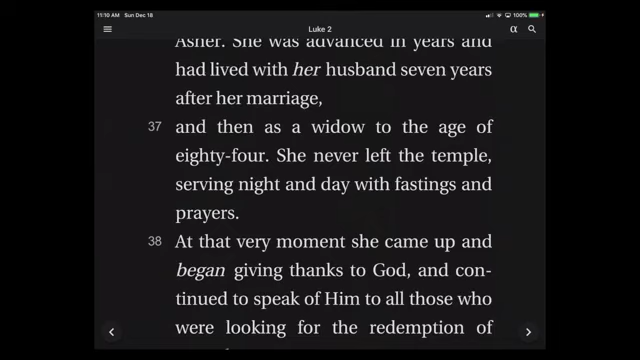 11:10 AM Sun Dec 18 100%
Luke 2 α
Asher. She was advanced in years and
had lived with her husband seven years
after her marriage,
37 and then as a widow to the age of
eighty-four. She never left the temple,
serving night and day with fastings and
prayers.
38 At that very moment she came up and
began giving thanks to God, and con-
tinued to speak of Him to all those who
were looking for the redemption of